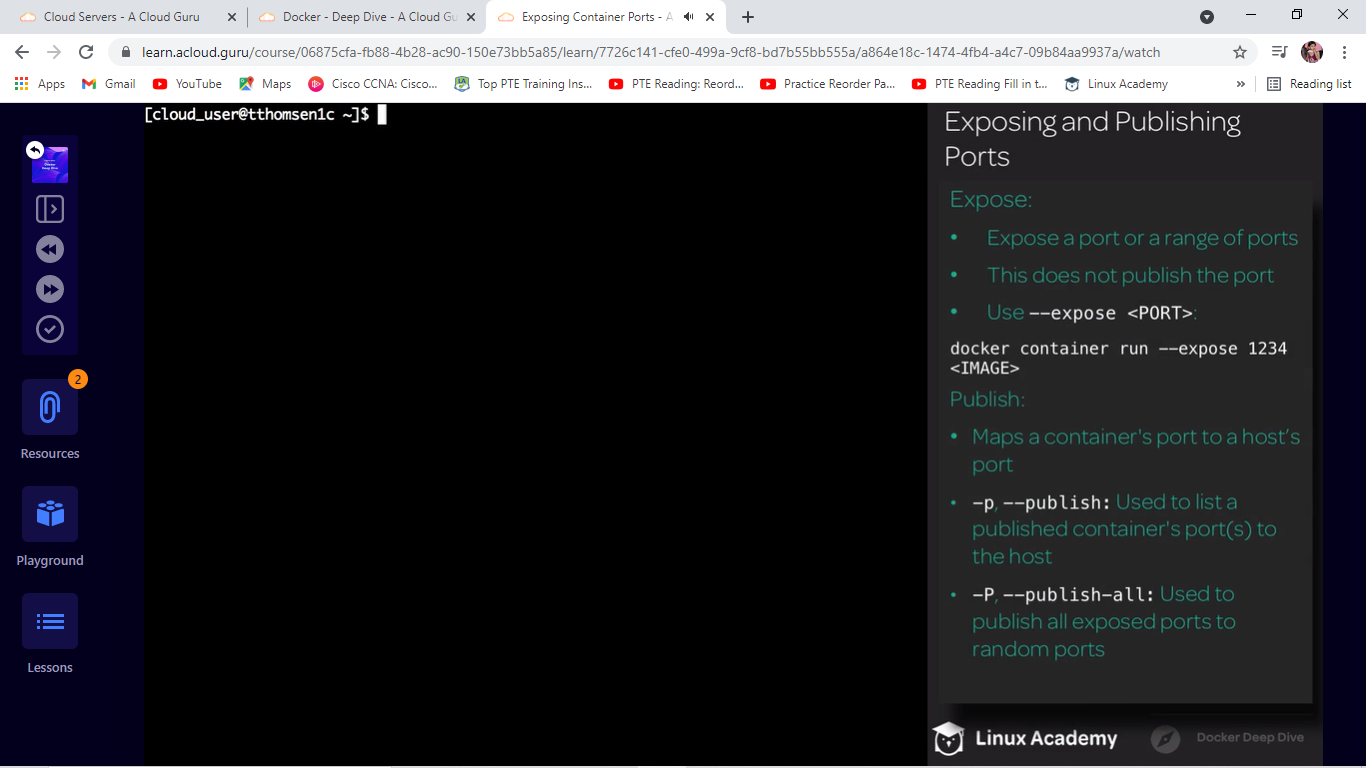 Cloud Servers - A Cloud Guru
Docker - Deep Dive - A Cloud Gu
Exposing Container Ports - A
learn.acloud.guru/course/06875cfa-fb88-4b28-ac90-150e73bb5a85/learn/7726c141-cfe0-499a-9cf8-bd7b55bb555a/a864e18c-1474-4fb4-a4c7-09b84aa9937a/watch
Apps
Gmail
YouTube
Maps
Cisco CCNA: Cisco...
Top PTE Training Ins...
PTE Reading: Reord...
Practice Reorder Pa...
PTE Reading Fill in t...
Linux Academy
»
Reading list
2
Resources
Playground
Lessons
[cloud_user@tthomsen1c ~]$
Exposing and Publishing
Ports
Expose:
• Expose a port or a range of ports
• This does not publish the port
• Use --expose <PORT>:
docker container run --expose 1234
<IMAGE>
Publish:
• Maps a container's port to a host's
port
• -p, --publish: Used to list a
published container's port(s) to
the host
• -P, --publish-all: Used to
publish all exposed ports to
random ports
Linux Academy
Docker Deep Dive